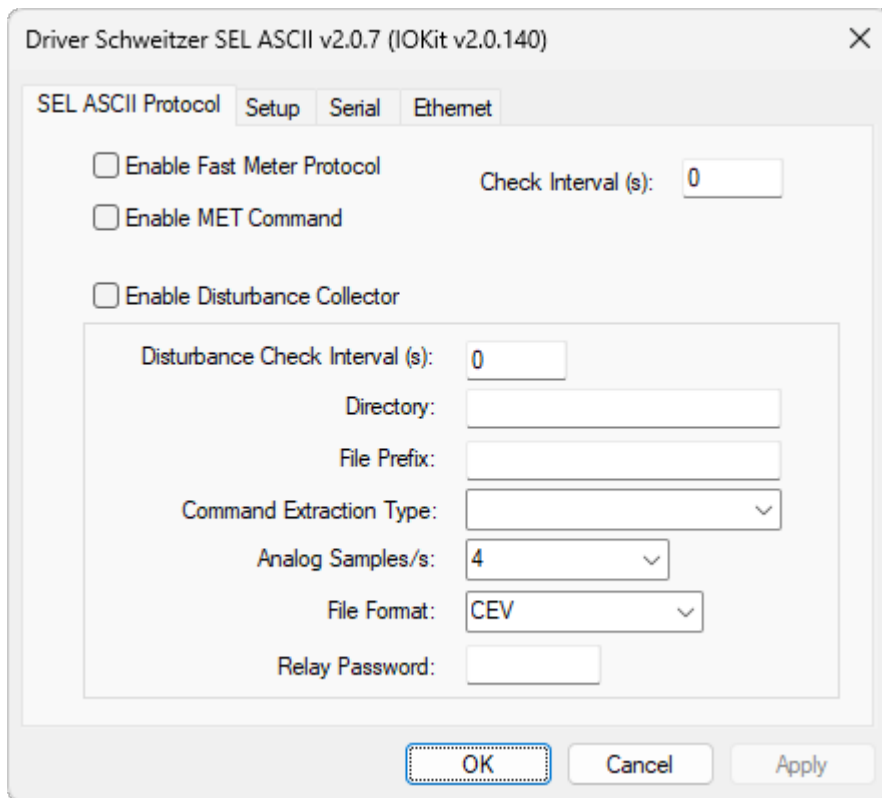 Driver Schweitzer SEL ASCII v2.0.7 (IOKit v2.0.140)
SEL ASCII Protocol Setup Serial Ethernet
Enable Fast Meter Protocol
Check Interval (s): 0
Enable MET Command
Enable Disturbance Collector
Disturbance Check Interval (s): 0
Directory:
File Prefix:
Command Extraction Type:
Analog Samples/s: 4
File Format: CEV
Relay Password:
OK Cancel Apply